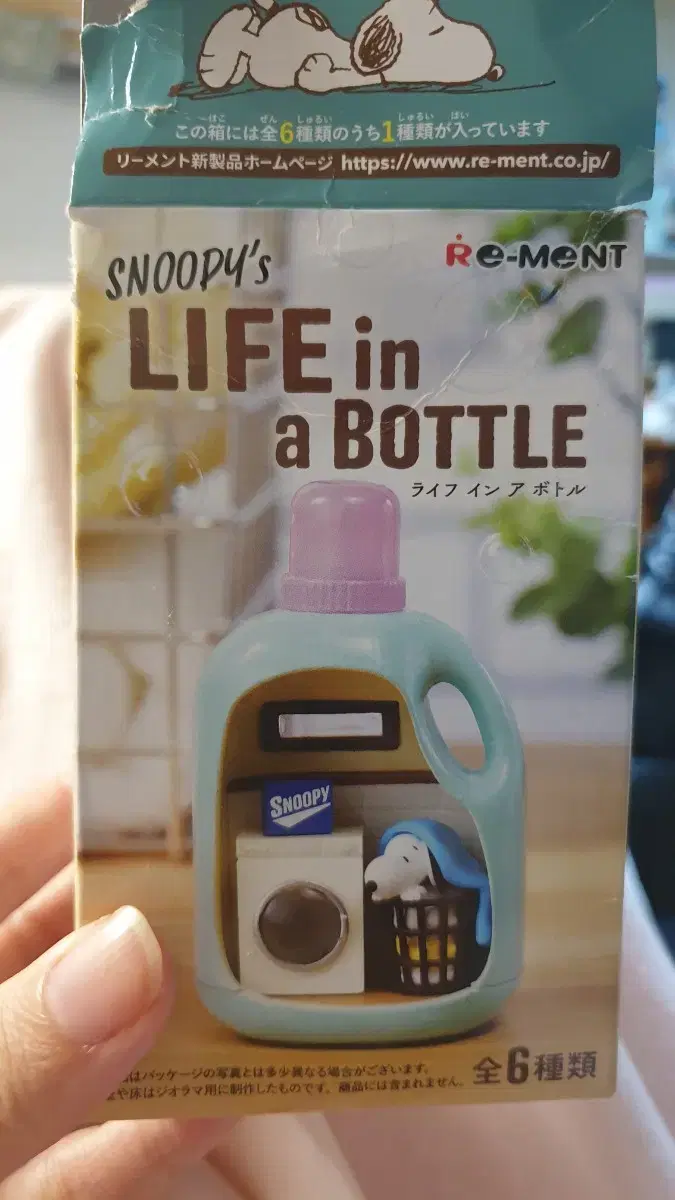 この箱には全6種類のうち1種類が入っています
リーメント新製品ホームページ https://www.re-ment.co.jp/
SNOOPY's
Re-MeNT
LIFE in
a BOTTLE
ライフ イン ア ボトル
SNOOPY
はパッケージの写真とは多少異なる場合がございます。
や床はジオラマ用に制作したものです。商品には含まれません。
全6種類